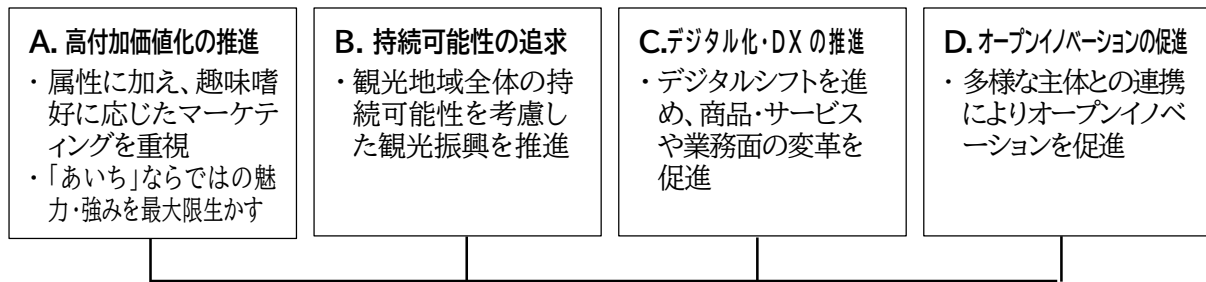 A. 高付加価値化の推進
・ 属性に加え、趣味嗜
好に応じたマーケテ
ィングを重視
・ 「あいち」ならではの魅
力・強みを最大限生かす
B. 持続可能性の追求
・ 観光地域全体の持
続可能性を考慮し
た観光振興を推進
C.デジタル化・DXの推進
・ デジタルシフトを進
め、商品・サービス
や業務面の変革を
促進
D. オープンイノベーションの促進
・ 多様な主体との連携
によりオープンイノベ
ーションを促進